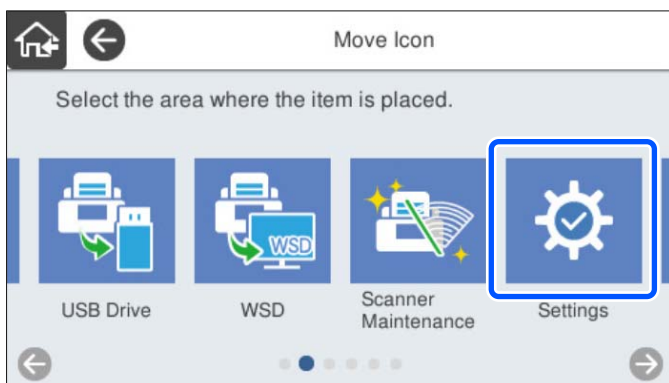 Move Icon
Select the area where the item is placed.
WSD
USB Drive
WSD
Scanner
Maintenance
Settings